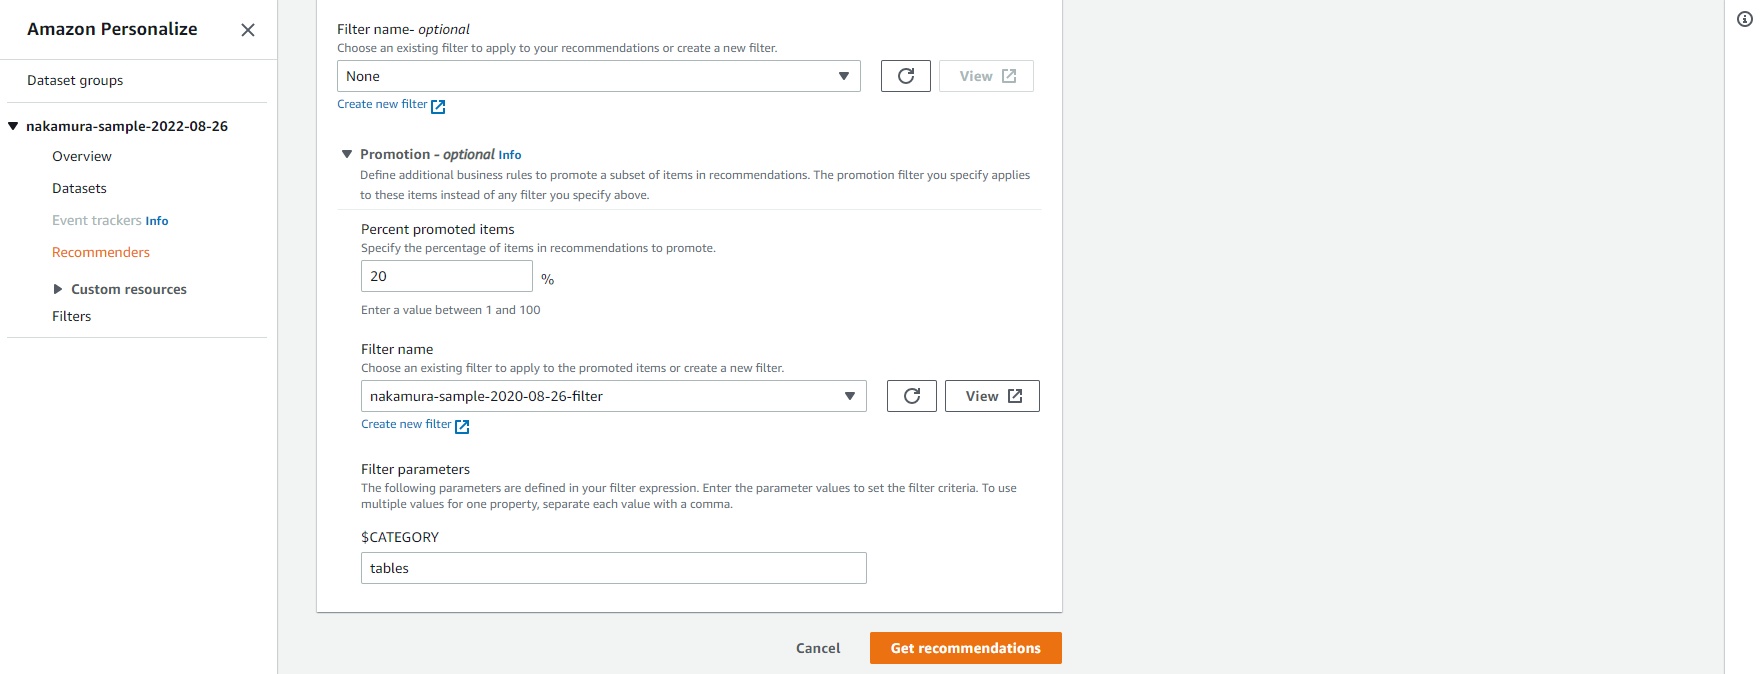 Amazon Personalize
Dataset groups
nakamura-sample-2022-08-26
Overview
Datasets
Event trackers Info
Recommenders
Custom resources
Filters
Filter name- optional
Choose an existing filter to apply to your recommendations or create a new filter.
None
View
Create new filter
Promotion - optional Info
Define additional business rules to promote a subset of items in recommendations. The promotion filter you specify applies
to these items instead of any filter you specify above.
Percent promoted items
Specify the percentage of items in recommendations to promote.
20 %
Enter a value between 1 and 100
Filter name
Choose an existing filter to apply to the promoted items or create a new filter.
nakamura-sample-2020-08-26-filter
View
Create new filter
Filter parameters
The following parameters are defined in your filter expression. Enter the parameter values to set the filter criteria. To use
multiple values for one property, separate each value with a comma.
$CATEGORY
tables
Cancel
Get recommendations